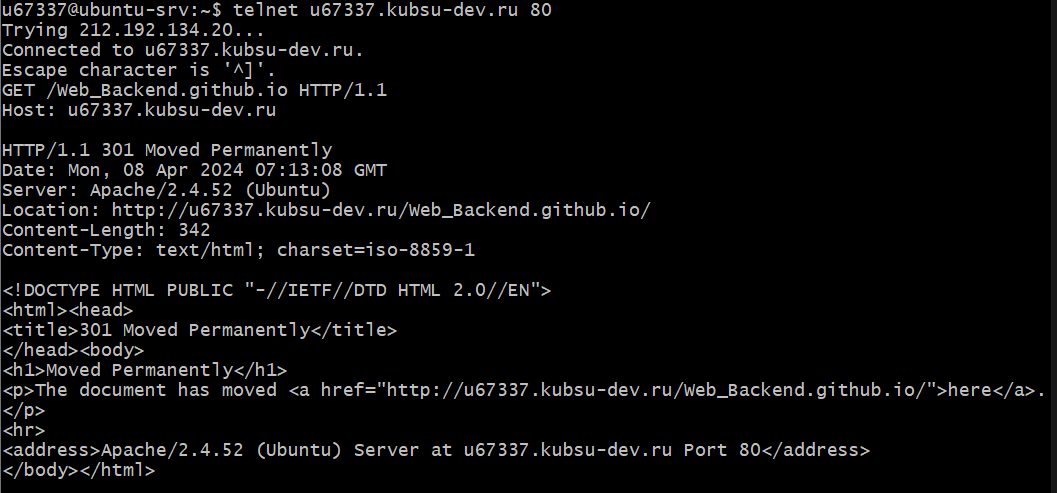 u67337@ubuntu-srv:~$ telnet u67337.kubsu-dev.ru 80
Trying 212.192.134.20...
Connected to u67337.kubsu-dev.ru.
Escape character is '^]'.
GET /Web_Backend.github.io HTTP/1.1
Host: u67337.kubsu-dev.ru

HTTP/1.1 301 Moved Permanently
Date: Mon, 08 Apr 2024 07:13:08 GMT
Server: Apache/2.4.52 (Ubuntu)
Location: http://u67337.kubsu-dev.ru/Web_Backend.github.io/
Content-Length: 342
Content-Type: text/html; charset=iso-8859-1

<!DOCTYPE HTML PUBLIC "-//IETF//DTD HTML 2.0//EN">
<html><head>
<title>301 Moved Permanently</title>
</head><body>
<h1>Moved Permanently</h1>
<p>The document has moved <a href="http://u67337.kubsu-dev.ru/Web_Backend.github.io/">here</a>.
</p>
<hr>
<address>Apache/2.4.52 (Ubuntu) Server at u67337.kubsu-dev.ru Port 80</address>
</body></html>